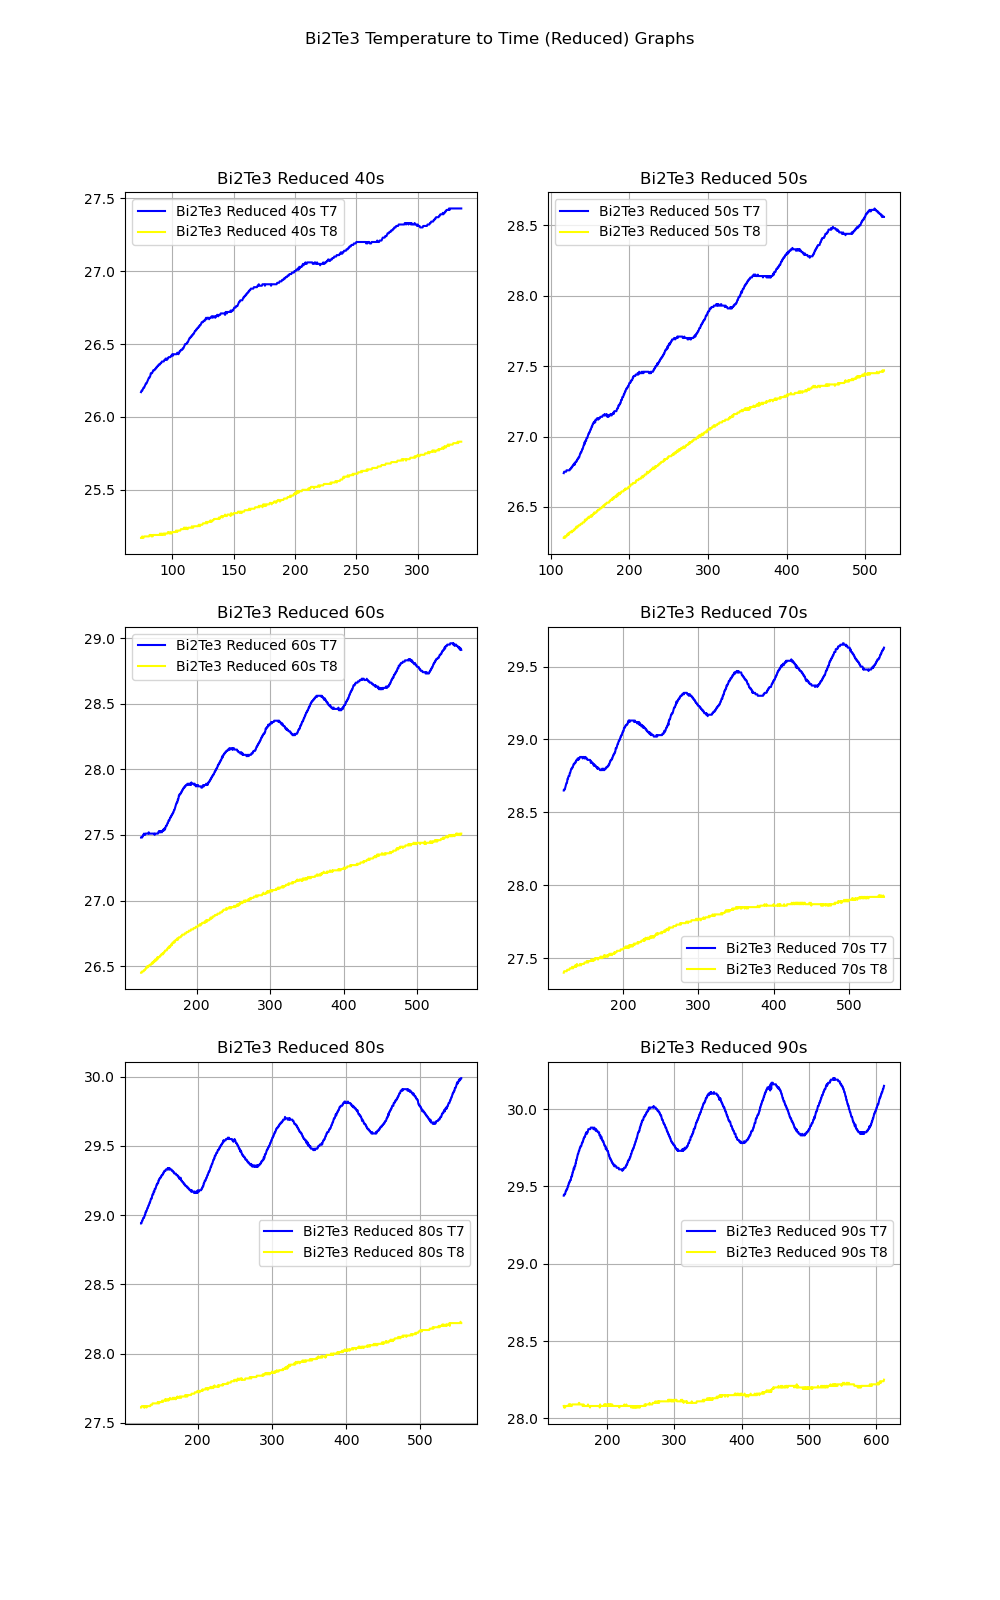 Bi2Te3 Temperature to Time (Reduced) Graphs
Bi2Te3 Reduced 40s
Bi2Te3 Reduced 40s T7
Bi2Te3 Reduced 40s T8
27.5
27.0
26.5
26.0
25.5
100 150 200 250 300
Bi2Te3 Reduced 50s
Bi2Te3 Reduced 50s T7
Bi2Te3 Reduced 50s T8
28.5
28.0
27.5
27.0
26.5
100 200 300 400 500
Bi2Te3 Reduced 60s
Bi2Te3 Reduced 60s T7
Bi2Te3 Reduced 60s T8
29.0
28.5
28.0
27.5
27.0
26.5
200 300 400 500
Bi2Te3 Reduced 70s
29.5
29.0
28.5
28.0
27.5
Bi2Te3 Reduced 70s T7
Bi2Te3 Reduced 70s T8
200 300 400 500
Bi2Te3 Reduced 80s
30.0
29.5
29.0
28.5
28.0
27.5
Bi2Te3 Reduced 80s T7
Bi2Te3 Reduced 80s T8
200 300 400 500
Bi2Te3 Reduced 90s
30.0
29.5
29.0
28.5
28.0
Bi2Te3 Reduced 90s T7
Bi2Te3 Reduced 90s T8
200 300 400 500 600